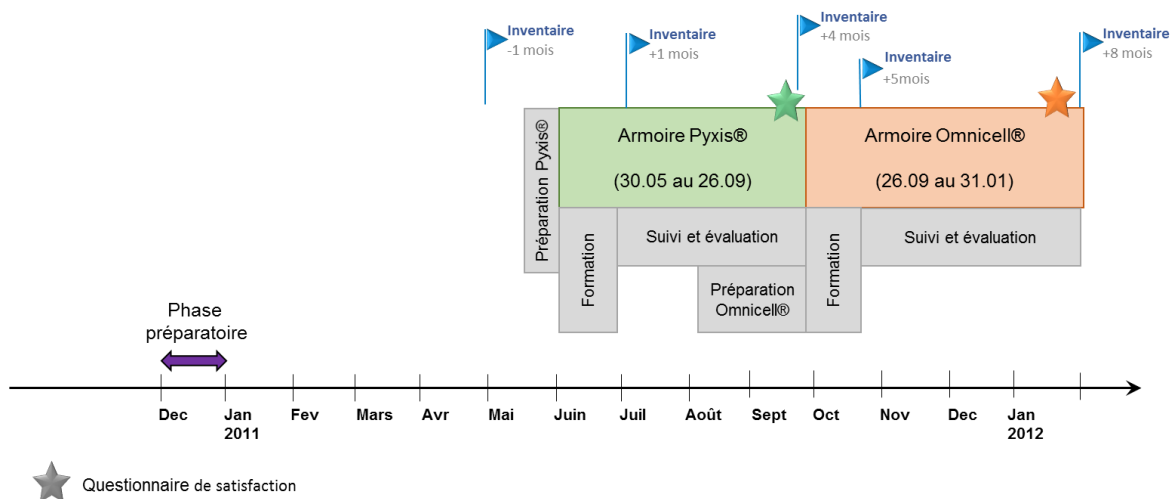 Inventaire
-1 mois
Inventaire
+1 mois
Inventaire
+4 mois
Inventaire
+5mois
Inventaire
+8 mois
Préparation Pyxis®
Armoire Pyxis®
(30.05 au 26.09)
Armoire Omnicell®
(26.09 au 31.01)
Formation
Suivi et évaluation
Préparation
Omnicell®
Formation
Suivi et évaluation
Phase
préparatoire
Dec
Jan
2011
Fev
Mars
Avr
Mai
Juin
Juil
Août
Sept
Oct
Nov
Dec
Jan
2012
Questionnaire de satisfaction